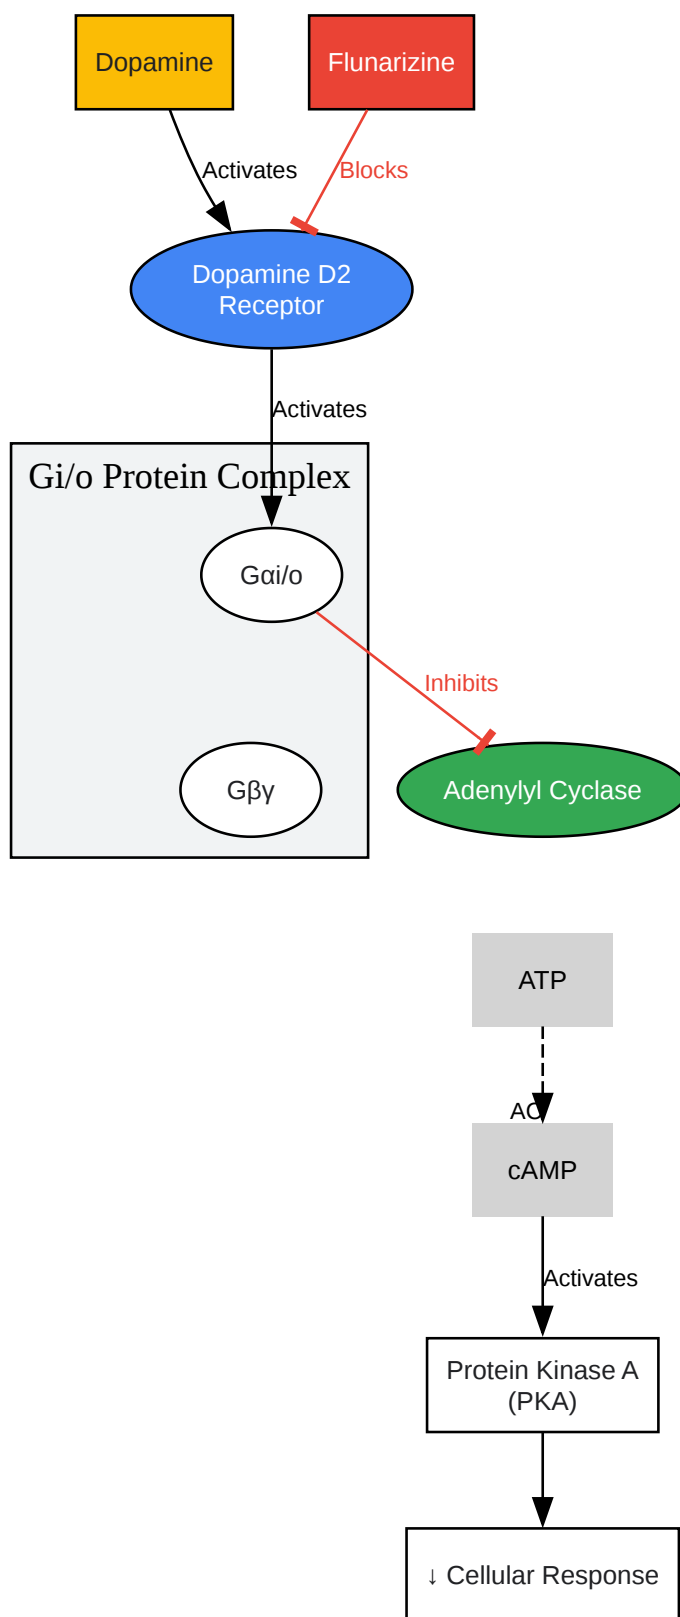 Dopamine
Flunarizine
Activates
Blocks
Dopamine D2
Receptor
Activates
Gi/o Protein Complex
Gαi/o
Inhibits
Gβγ
Adenylyl Cyclase
ATP
AC
cAMP
Activates
Protein Kinase A
(PKA)
↓ Cellular Response